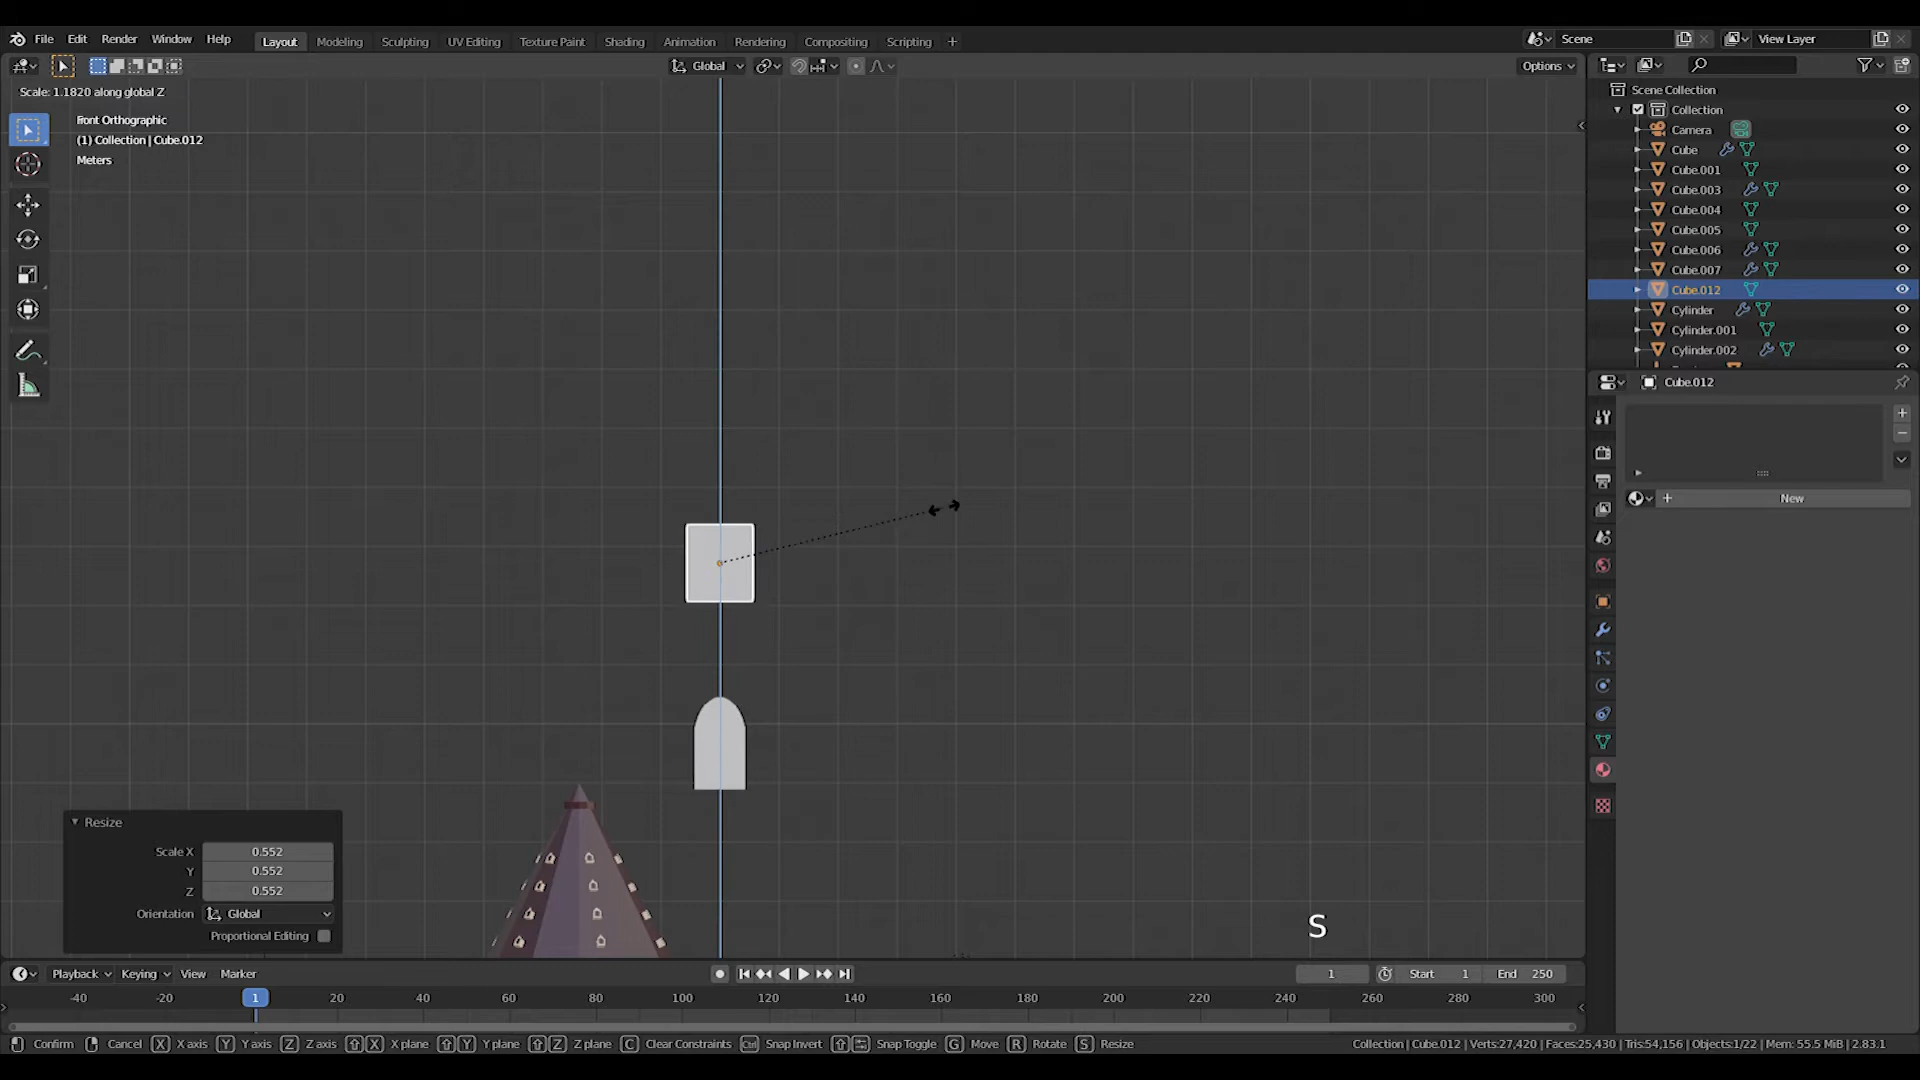 File Edit Render Window Help
Layout Modeling Sculpting UV Editing Texture Paint Shading Animation Rendering Compositing Scripting +
Scene
View Layer
Global
Options
Scale: 1.1820 along global Z
Front Orthographic
(1) Collection | Cube.012
Meters
Scene Collection
Collection
Camera
Cube
Cube.001
Cube.003
Cube.004
Cube.005
Cube.006
Cube.007
Cube.012
Cylinder
Cylinder.001
Cylinder.002
Cube.012
New
Resize
Scale X 0.552
Y 0.552
Z 0.552
Orientation Global
Proportional Editing
S
Playback Keying View Marker
1 Start 1 End 250
-40 -20 1 20 40 60 80 100 120 140 160 180 200 220 240 260 280 300
Confirm Cancel X X axis Y Y axis Z Z axis X X plane Y Y plane Z Z plane C Clear Constraints Ctrl Snap Invert Snap Toggle G Move R Rotate S Resize
Collection | Cube.012 | Verts:27,420 | Faces:25,430 | Tris:54,156 | Objects:1/22 | Mem: 55.5 MiB | 2.83.1